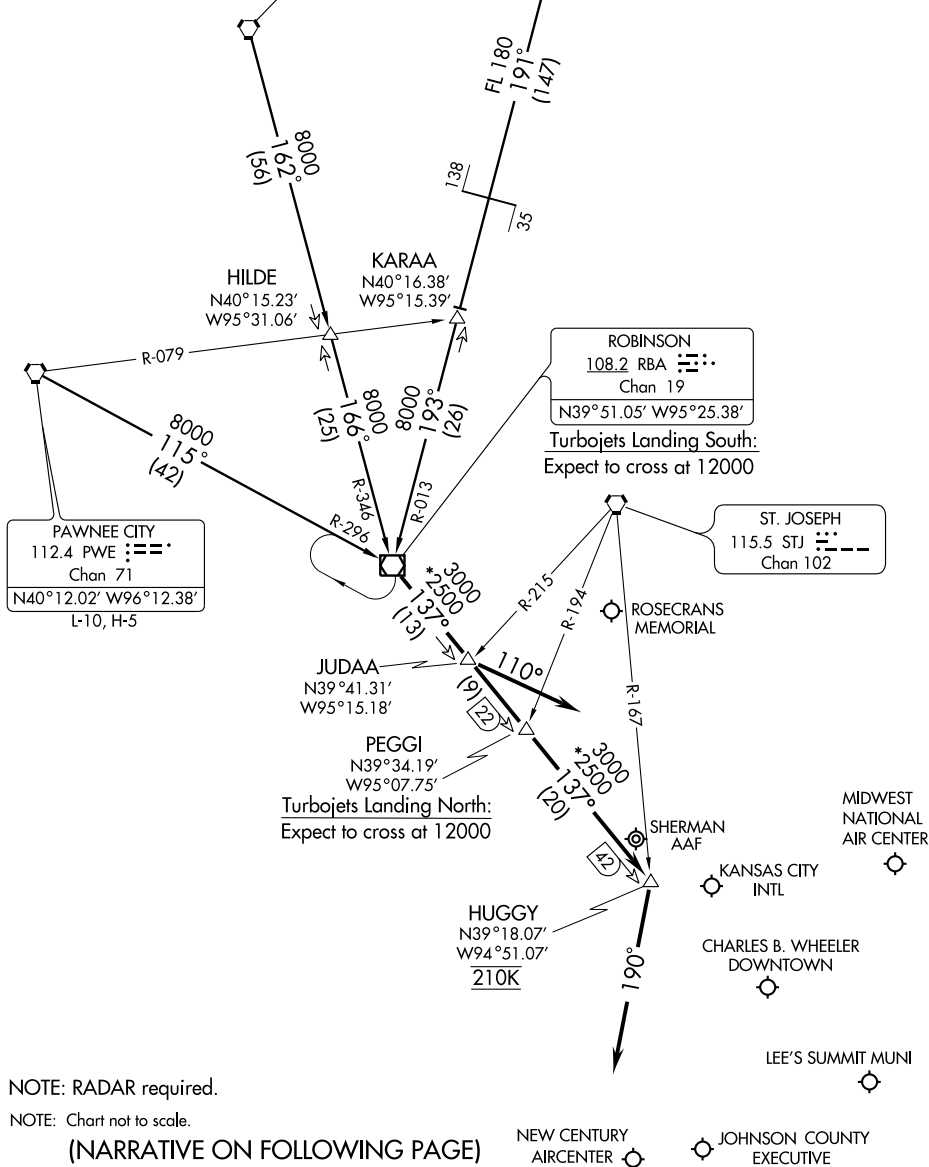 FL 180
191°
(147)
8000
162°
(56)
138
35
HILDE
N40°15.23'
W95°31.06'
KARAA
N40°16.38'
W95°15.39'
R-079
ROBINSON
108.2 RBA
Chan 19
N39°51.05' W95°25.38'
Turbojets Landing South:
Expect to cross at 12000
8000
115°
(42)
8000
166°
(25)
8000
193°
(26)
R-346
R-013
R-296
PAWNEE CITY
112.4 PWE
Chan 71
N40°12.02' W96°12.38'
L-10, H-5
ST. JOSEPH
115.5 STJ
Chan 102
3000
*2500
137°
(13)
R-215
R-194
R-167
ROSECRANS
MEMORIAL
JUDAA
N39°41.31'
W95°15.18'
110°
(9)
22
PEGGI
N39°34.19'
W95°07.75'
Turbojets Landing North:
Expect to cross at 12000
3000
*2500
137°
(20)
42
SHERMAN
AAF
MIDWEST
NATIONAL
AIR CENTER
KANSAS CITY
INTL
HUGGY
N39°18.07'
W94°51.07'
210K
190°
CHARLES B. WHEELER
DOWNTOWN
LEE'S SUMMIT MUNI
NOTE: RADAR required.
NOTE: Chart not to scale.
(NARRATIVE ON FOLLOWING PAGE)
NEW CENTURY
AIRCENTER
JOHNSON COUNTY
EXECUTIVE